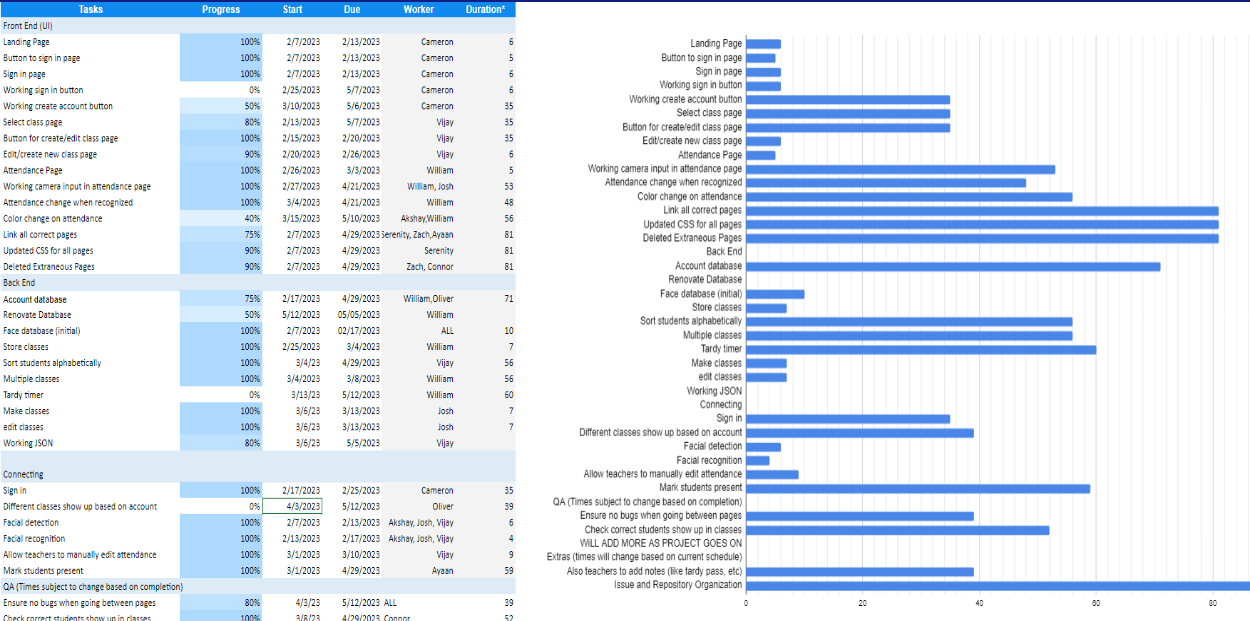 Tasks Progress Start Due Worker Duration*
Front End (UI)
Landing Page 100% 2/7/2023 2/13/2023 Cameron 6
Button to sign in page 100% 2/7/2023 2/13/2023 Cameron 5
Sign in page 100% 2/7/2023 2/13/2023 Cameron 6
Working sign in button 0% 2/25/2023 5/7/2023 Cameron 6
Working create account button 50% 3/10/2023 5/6/2023 Cameron 35
Select class page 80% 2/13/2023 5/7/2023 Vijay 35
Button for create/edit class page 100% 2/15/2023 2/20/2023 Vijay 35
Edit/create new class page 90% 2/20/2023 2/26/2023 Vijay 6
Attendance Page 100% 2/26/2023 3/3/2023 William 5
Working camera input in attendance page 100% 2/27/2023 4/21/2023 William, Josh 53
Attendance change when recognized 100% 3/4/2023 4/21/2023 William 48
Color change on attendance 40% 3/15/2023 5/10/2023 Akshay,William 56
Link all correct pages 75% 2/7/2023 4/29/2023 Serenity, Zach,Ayaan 81
Updated CSS for all pages 90% 2/7/2023 4/29/2023 Serenity 81
Deleted Extraneous Pages 90% 2/7/2023 4/29/2023 Zach, Connor 81
Back End
Account database 75% 2/17/2023 4/29/2023 William,Oliver 71
Renovate Database 50% 5/12/2023 05/05/2023 William
Face database (initial) 100% 2/7/2023 02/17/2023 ALL 10
Store classes 100% 2/25/2023 3/4/2023 William 7
Sort students alphabetically 100% 3/4/23 4/29/2023 Vijay 56
Multiple classes 100% 3/4/2023 3/8/2023 William 56
Tardy timer 0% 3/13/23 5/12/2023 William 60
Make classes 100% 3/6/23 3/13/2023 Josh 7
edit classes 100% 3/6/23 3/13/2023 Josh 7
Working JSON 80% 3/6/23 5/5/2023 Vijay
Connecting
Sign in 100% 2/17/2023 2/25/2023 Cameron 35
Different classes show up based on account 0% 4/3/2023 5/12/2023 Oliver 39
Facial detection 100% 2/7/2023 2/13/2023 Akshay, Josh, Vijay 6
Facial recognition 100% 2/13/2023 2/17/2023 Akshay, Josh, Vijay 4
Allow teachers to manually edit attendance 100% 3/1/2023 3/10/2023 Vijay 9
Mark students present 100% 3/1/2023 4/29/2023 Ayaan 59
QA (Times subject to change based on completion)
Ensure no bugs when going between pages 80% 4/3/23 5/12/2023 ALL 39
Check correct students show up in classes 100% 3/8/23 4/29/2023 Connor 52
Landing Page
Button to sign in page
Sign in page
Working sign in button
Working create account button
Select class page
Button for create/edit class page
Edit/create new class page
Attendance Page
Working camera input in attendance page
Attendance change when recognized
Color change on attendance
Link all correct pages
Updated CSS for all pages
Deleted Extraneous Pages
Back End
Account database
Renovate Database
Face database (initial)
Store classes
Sort students alphabetically
Multiple classes
Tardy timer
Make classes
edit classes
Working JSON
Connecting
Sign in
Different classes show up based on account
Facial detection
Facial recognition
Allow teachers to manually edit attendance
Mark students present
QA (Times subject to change based on completion)
Ensure no bugs when going between pages
Check correct students show up in classes
WiLL ADD MORE AS PROJECT GOES ON
Extras (times will change based on current schedule)
Also teachers to add notes (like tardy pass, etc)
Issue and Repository Organization
0 20 40 60 80